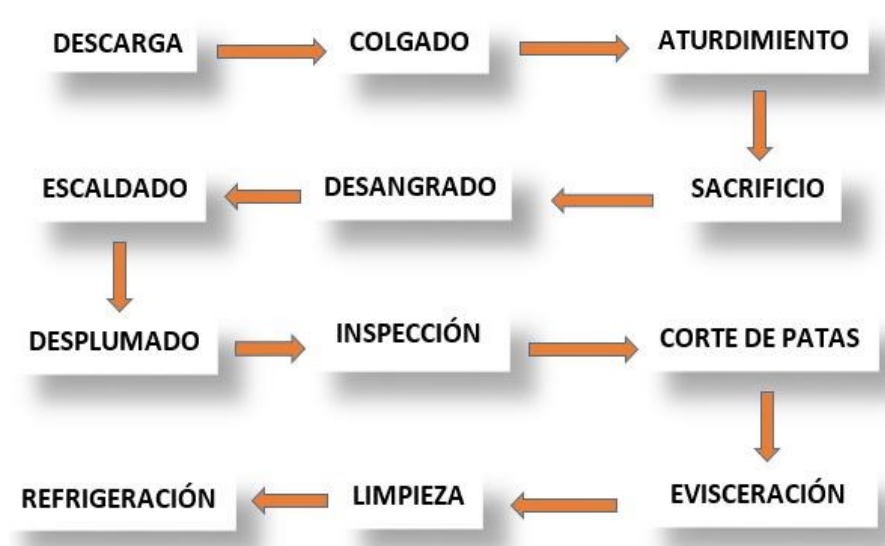 DESCARGA
COLGADO
ATURDIMIENTO
SACRIFICIO
DESANGRADO
ESCALDADO
DESPLUMADO
INSPECCIÓN
CORTE DE PATAS
EVISCERACIÓN
LIMPIEZA
REFRIGERACIÓN